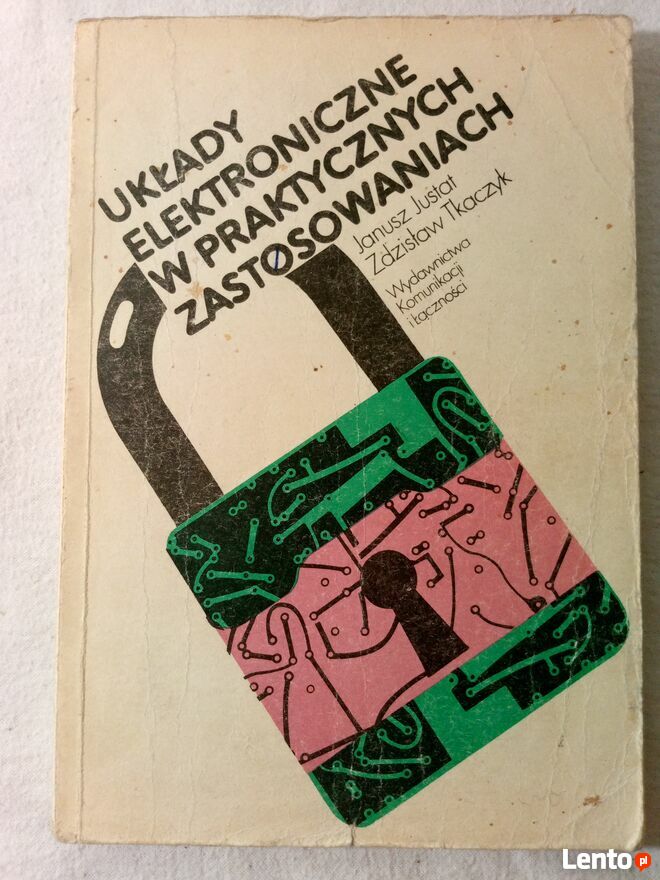 UKŁADY
ELEKTRONICZNE
W PRAKTYCZNYCH
ZASTOSOWANIACH
Janusz Justat
Zdzisław Tkaczyk
Wydawnictwa
Komunikacji
i Łączności
Lento pl